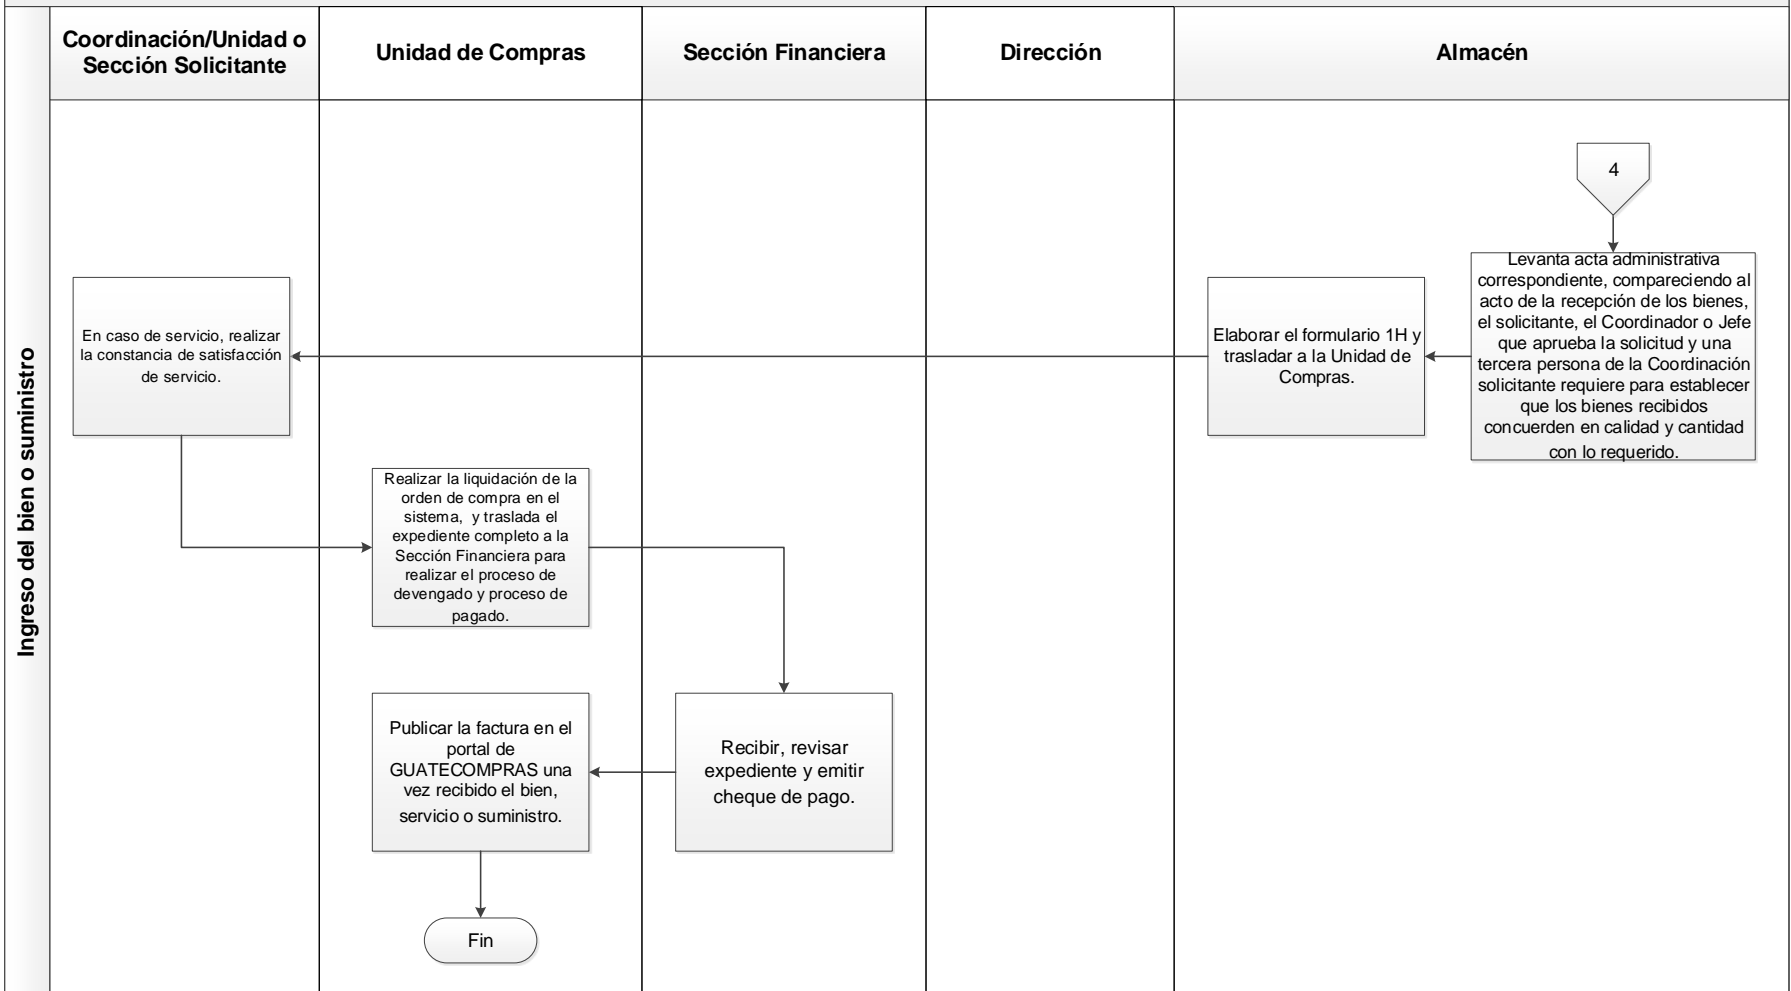 Coordinación/Unidad o
Sección Solicitante
Unidad de Compras
Sección Financiera
Dirección
Almacén
Ingreso del bien o suministro
4
Levanta acta administrativa
correspondiente, compareciendo al
acto de la recepción de los bienes,
el solicitante, el Coordinador o Jefe
que aprueba la solicitud y una
tercera persona de la Coordinación
solicitante requiere para establecer
que los bienes recibidos
concuerden en calidad y cantidad
con lo requerido.
Elaborar el formulario 1H y
trasladar a la Unidad de
Compras.
En caso de servicio, realizar
la constancia de satisfacción
de servicio.
Realizar la liquidación de la
orden de compra en el
sistema, y traslada el
expediente completo a la
Sección Financiera para
realizar el proceso de
devengado y proceso de
pagado.
Recibir, revisar
expediente y emitir
cheque de pago.
Publicar la factura en el
portal de
GUATECOMPRAS una
vez recibido el bien,
servicio o suministro.
Fin